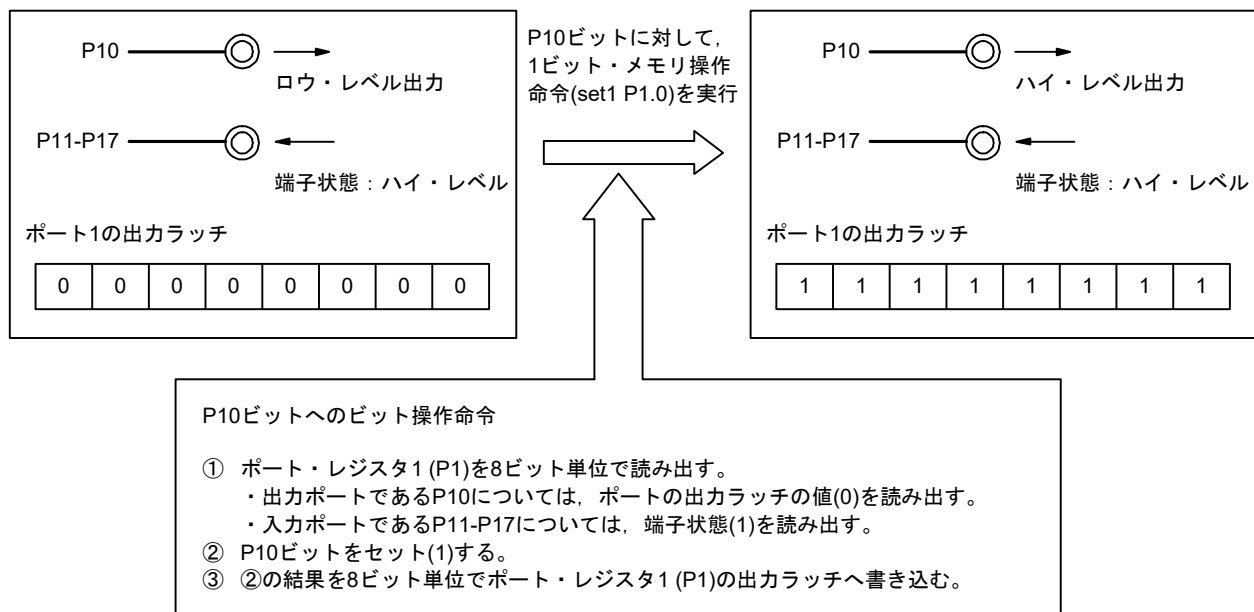 P10
ロウ・レベル出力
P11-P17
端子状態：ハイ・レベル
ポート1の出力ラッチ
0 0 0 0 0 0 0 0
P10ビットに対して，
1ビット・メモリ操作
命令(set1 P1.0)を実行
P10
ハイ・レベル出力
P11-P17
端子状態：ハイ・レベル
ポート1の出力ラッチ
1 1 1 1 1 1 1 1
P10ビットへのビット操作命令
① ポート・レジスタ1 (P1)を8ビット単位で読み出す。
・出力ポートであるP10については，ポートの出力ラッチの値(0)を読み出す。
・入力ポートであるP11-P17については，端子状態(1)を読み出す。
② P10ビットをセット(1)する。
③ ②の結果を8ビット単位でポート・レジスタ1 (P1)の出力ラッチへ書き込む。